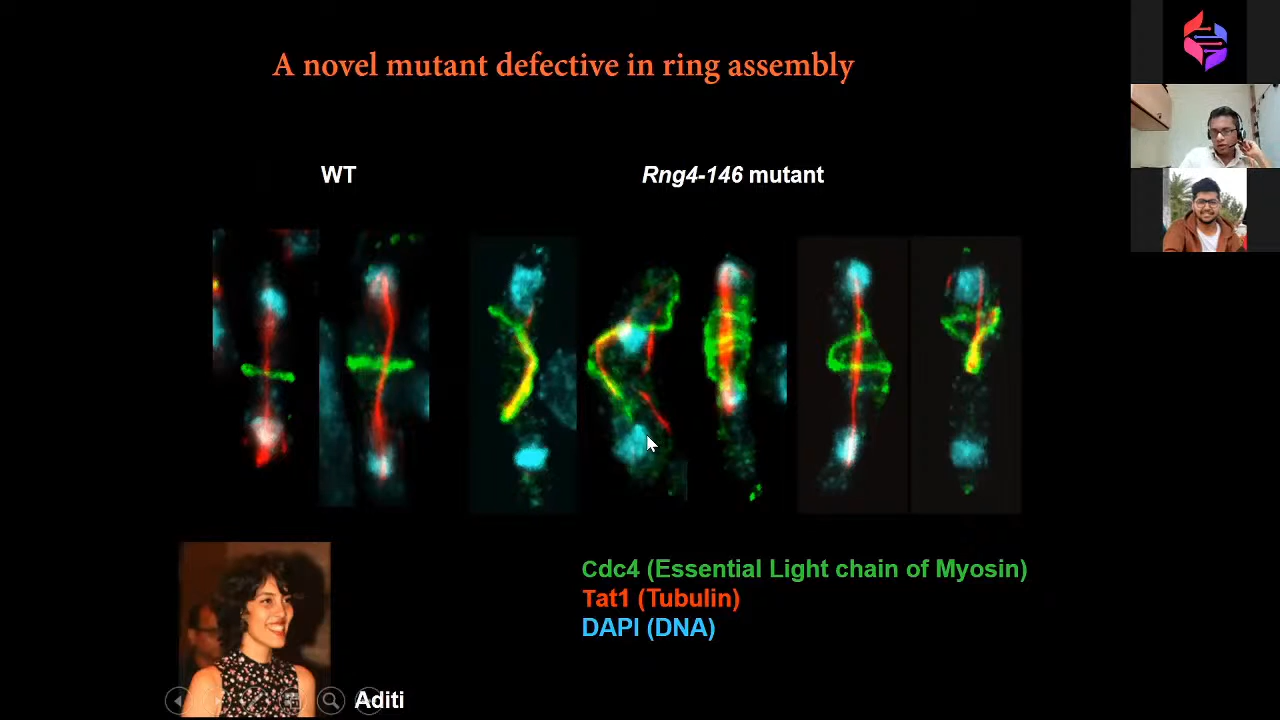 A novel mutant defective in ring assembly
WT
Rng4-146 mutant
Cdc4 (Essential Light chain of Myosin)
Tat1 (Tubulin)
DAPI (DNA)
Aditi